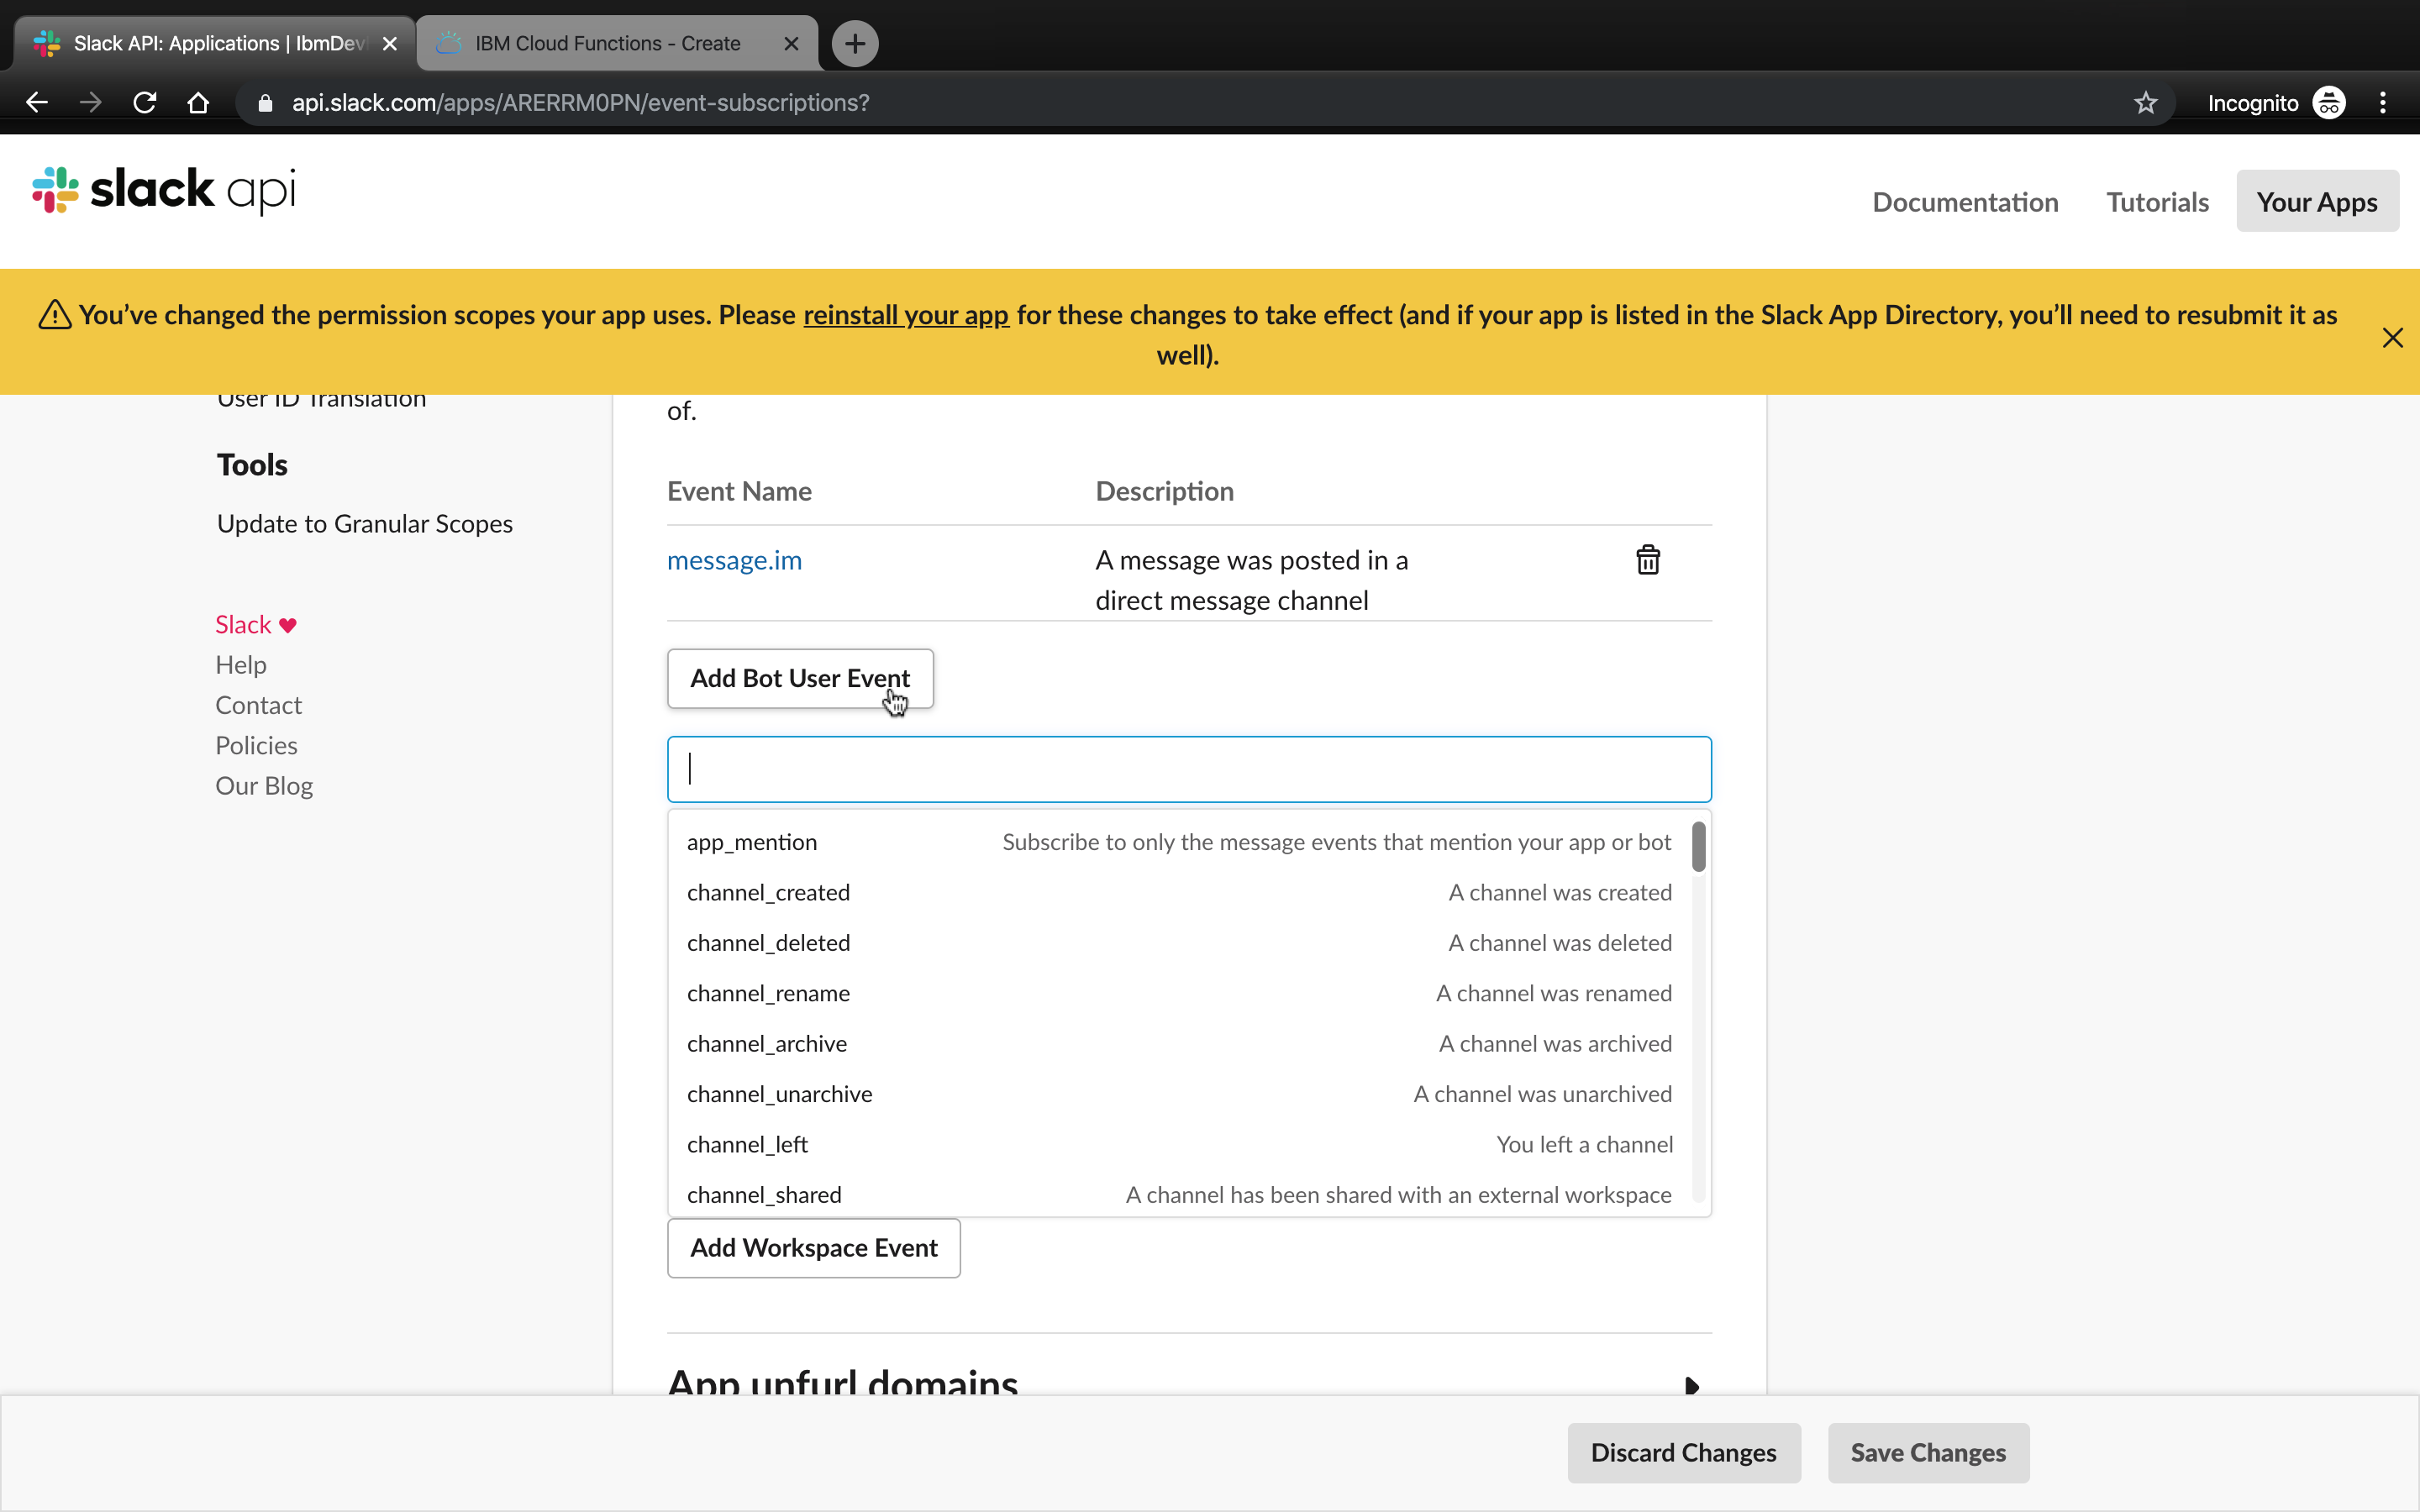 Slack API: Applications | IbmDev
IBM Cloud Functions - Create
api.slack.com/apps/ARERRM0PN/event-subscriptions?
Incognito
slack api
Documentation
Tutorials
Your Apps
You’ve changed the permission scopes your app uses. Please reinstall your app for these changes to take effect (and if your app is listed in the Slack App Directory, you’ll need to resubmit it as
well).
User ID Translation
of.
Tools
Update to Granular Scopes
Slack ♥
Help
Contact
Policies
Our Blog
Event Name Description
message.im A message was posted in a
direct message channel
Add Bot User Event
app_mention Subscribe to only the message events that mention your app or bot
channel_created A channel was created
channel_deleted A channel was deleted
channel_rename A channel was renamed
channel_archive A channel was archived
channel_unarchive A channel was unarchived
channel_left You left a channel
channel_shared A channel has been shared with an external workspace
Add Workspace Event
App unfurl domains
Discard Changes
Save Changes